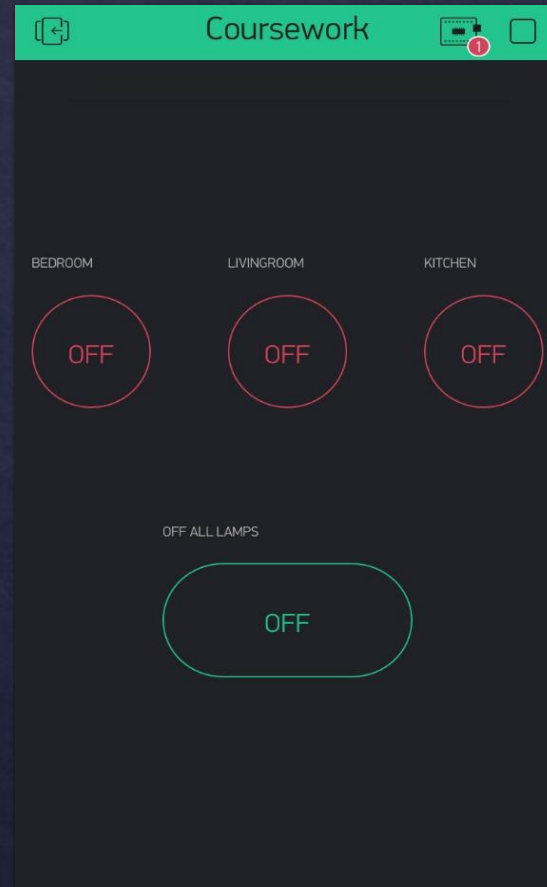 Coursework
1
BEDROOM LIVINGROOM KITCHEN
OFF OFF OFF
OFF ALL LAMPS
OFF